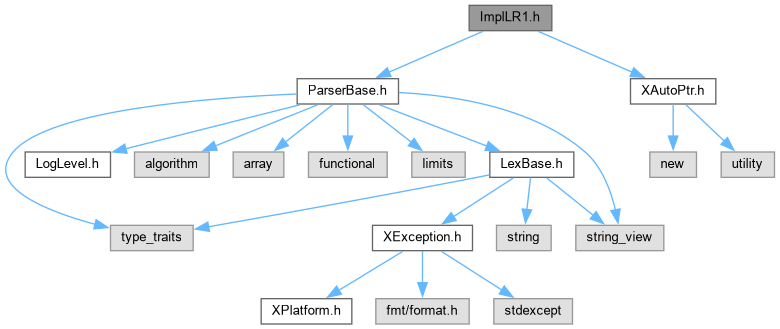 ImplLR1.h
ParserBase.h
XAutoPtr.h
LogLevel.h
algorithm
array
functional
limits
LexBase.h
new
utility
type_traits
XException.h
string
string_view
XPlatform.h
fmt/format.h
stdexcept